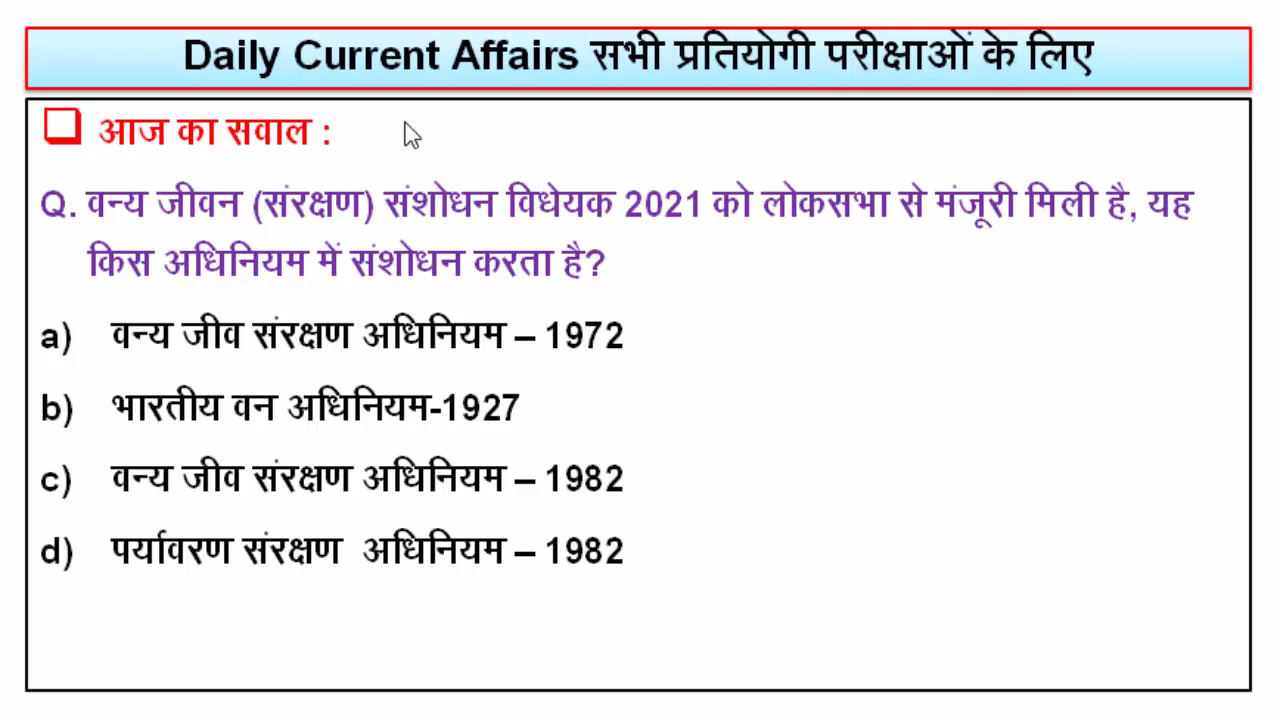 Daily Current Affairs सभी प्रतियोगी परीक्षाओं के लिए
आज का सवाल :
Q. वन्य जीवन (संरक्षण) संशोधन विधेयक 2021 को लोकसभा से मंजूरी मिली है, यह
किस अधिनियम में संशोधन करता है?
a) वन्य जीव संरक्षण अधिनियम – 1972
b) भारतीय वन अधिनियम-1927
c) वन्य जीव संरक्षण अधिनियम – 1982
d) पर्यावरण संरक्षण अधिनियम – 1982